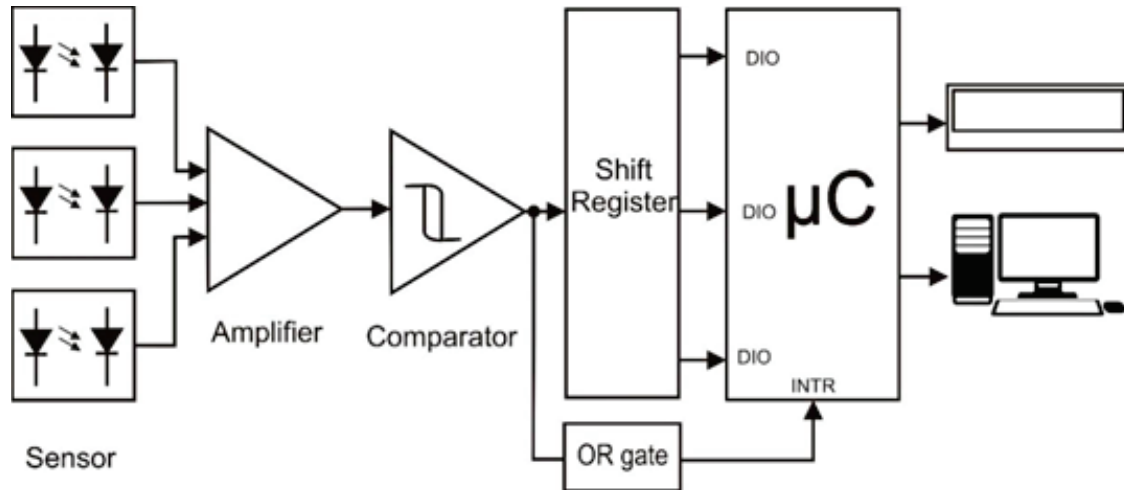 Sensor
Amplifier
Comparator
Shift
Register
DIO
DIO
DIO
µC
INTR
OR gate